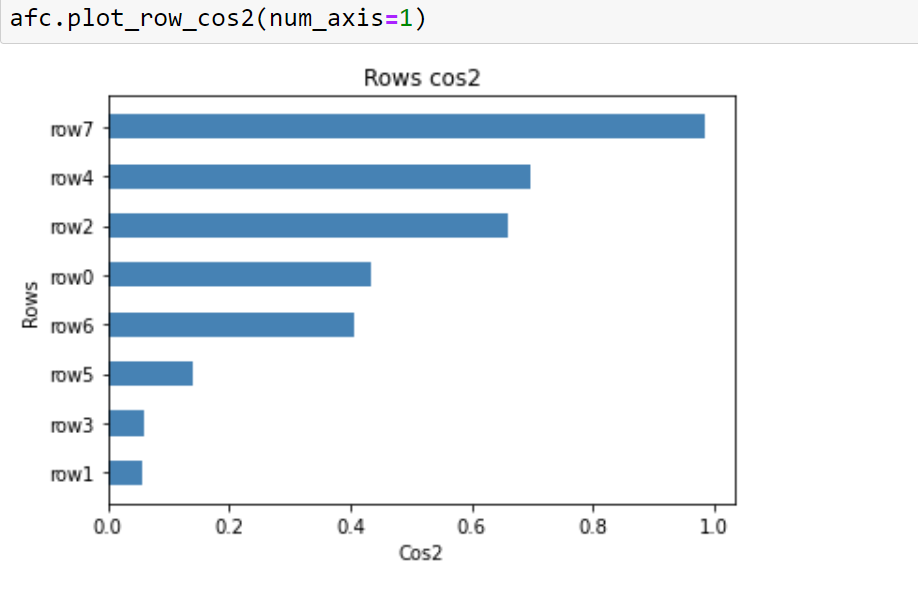 afc.plot_row_cos2(num_axis=1)
Rows cos2
row7
row4
row2
row0
row6
row5
row3
row1
Rows
0.0 0.2 0.4 0.6 0.8 1.0
Cos2